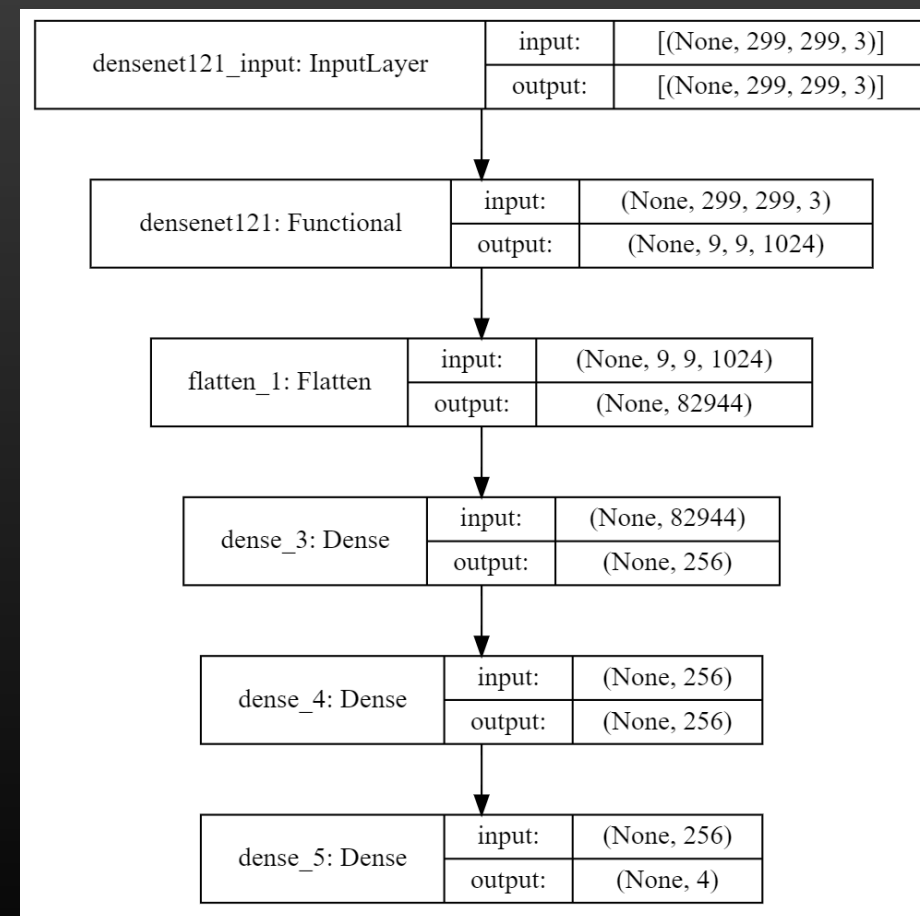 densenet121_input: InputLayer
input:
[(None, 299, 299, 3)]
output:
[(None, 299, 299, 3)]
densenet121: Functional
input:
(None, 299, 299, 3)
output:
(None, 9, 9, 1024)
flatten_1: Flatten
input:
(None, 9, 9, 1024)
output:
(None, 82944)
dense_3: Dense
input:
(None, 82944)
output:
(None, 256)
dense_4: Dense
input:
(None, 256)
output:
(None, 256)
dense_5: Dense
input:
(None, 256)
output:
(None, 4)